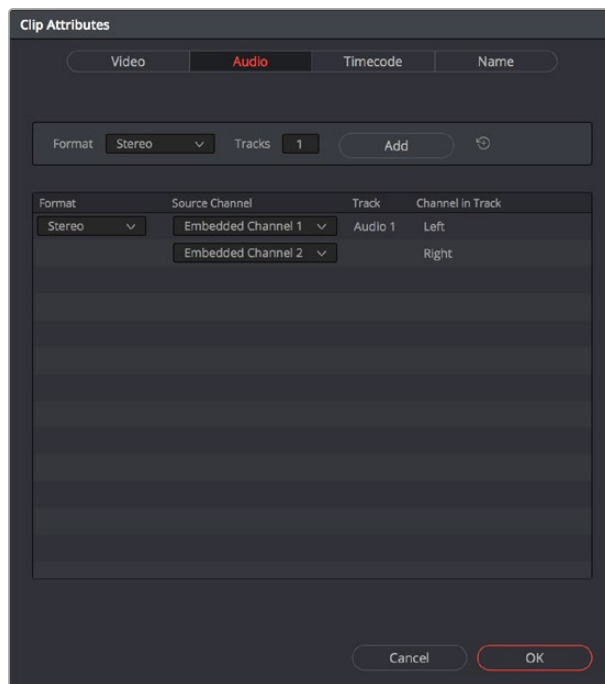 Clip Attributes
Video Audio Timecode Name
Format Stereo Tracks 1 Add
Format Source Channel Track Channel in Track
Stereo Embedded Channel 1 Audio 1 Left
Embedded Channel 2 Right
Cancel OK